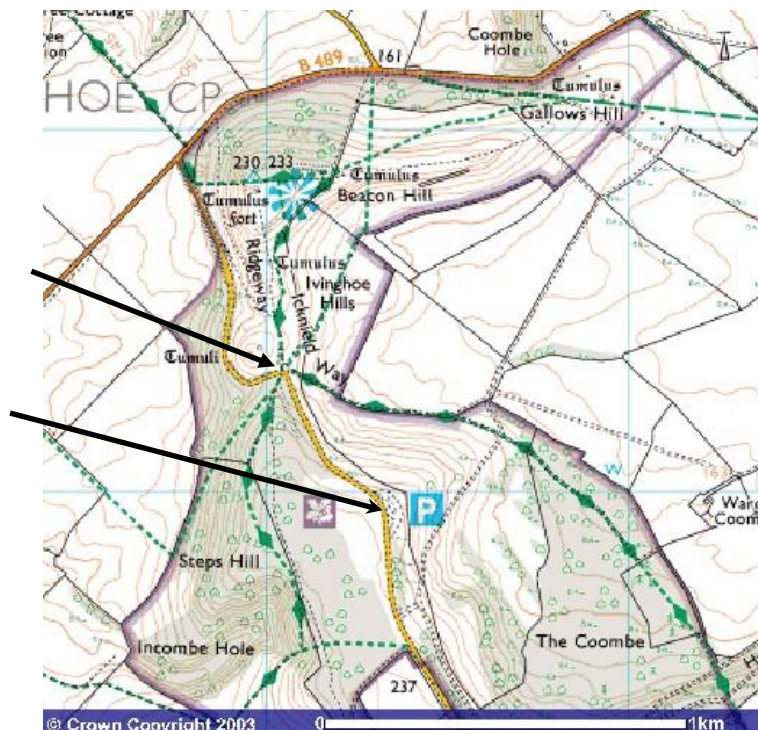 Cottage
Coombe
Hole
B 489
161
150
HOE CP
Tumulus
Gallows Hill
230 233
Tumulus
Beacon Hill
Tumulus
Fort
Ridgeway
Tumulus
Ivinghoe
Hills
Icknield
Way
Tumuli
W
P
Steps Hill
Incombe Hole
The Coombe
237
© Crown Copyright 2003
0
1km